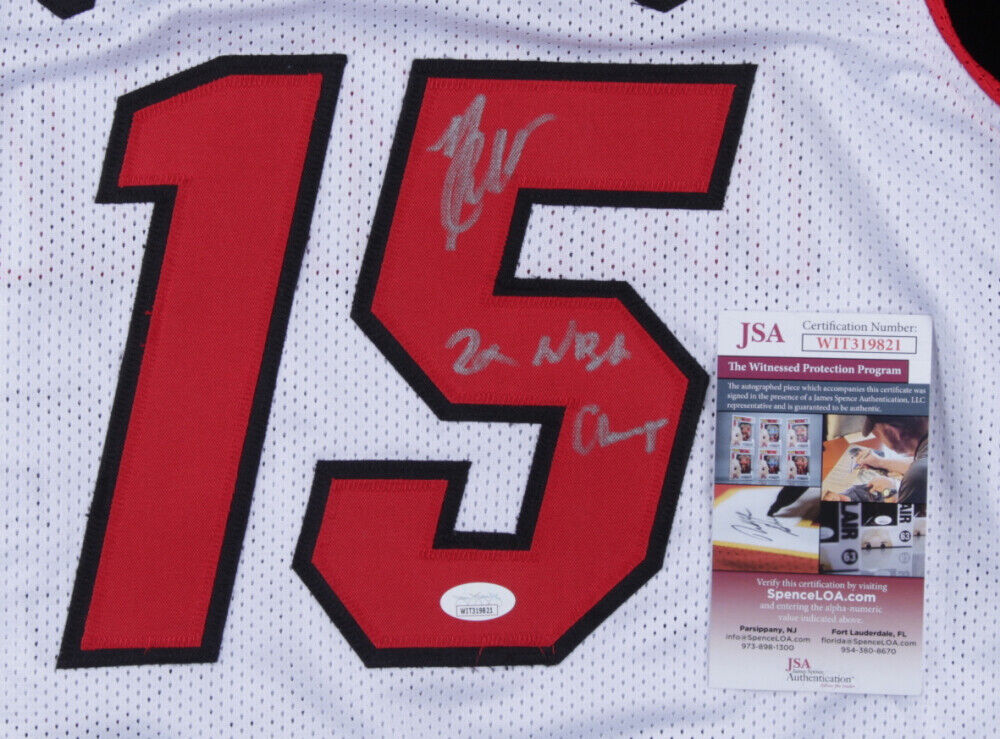 15
2x NBA
Champ
WIT319821
JSA
Certification Number:
WIT319821
The Witnessed Protection Program
The autographed piece which accompanies this certificate was
signed in the presence of a James Spence Authentication, LLC
representative and is guaranteed to be authentic.
LAIR
63
Verify this certification by visiting
SpenceLOA.com
and entering the alpha-numeric
value indicated above.
Parsippany, NJ
info@SpenceLOA.com
973-898-1300
Fort Lauderdale, FL
florida@SpenceLOA.com
954-380-8670
JSA
James Spence
Authentication